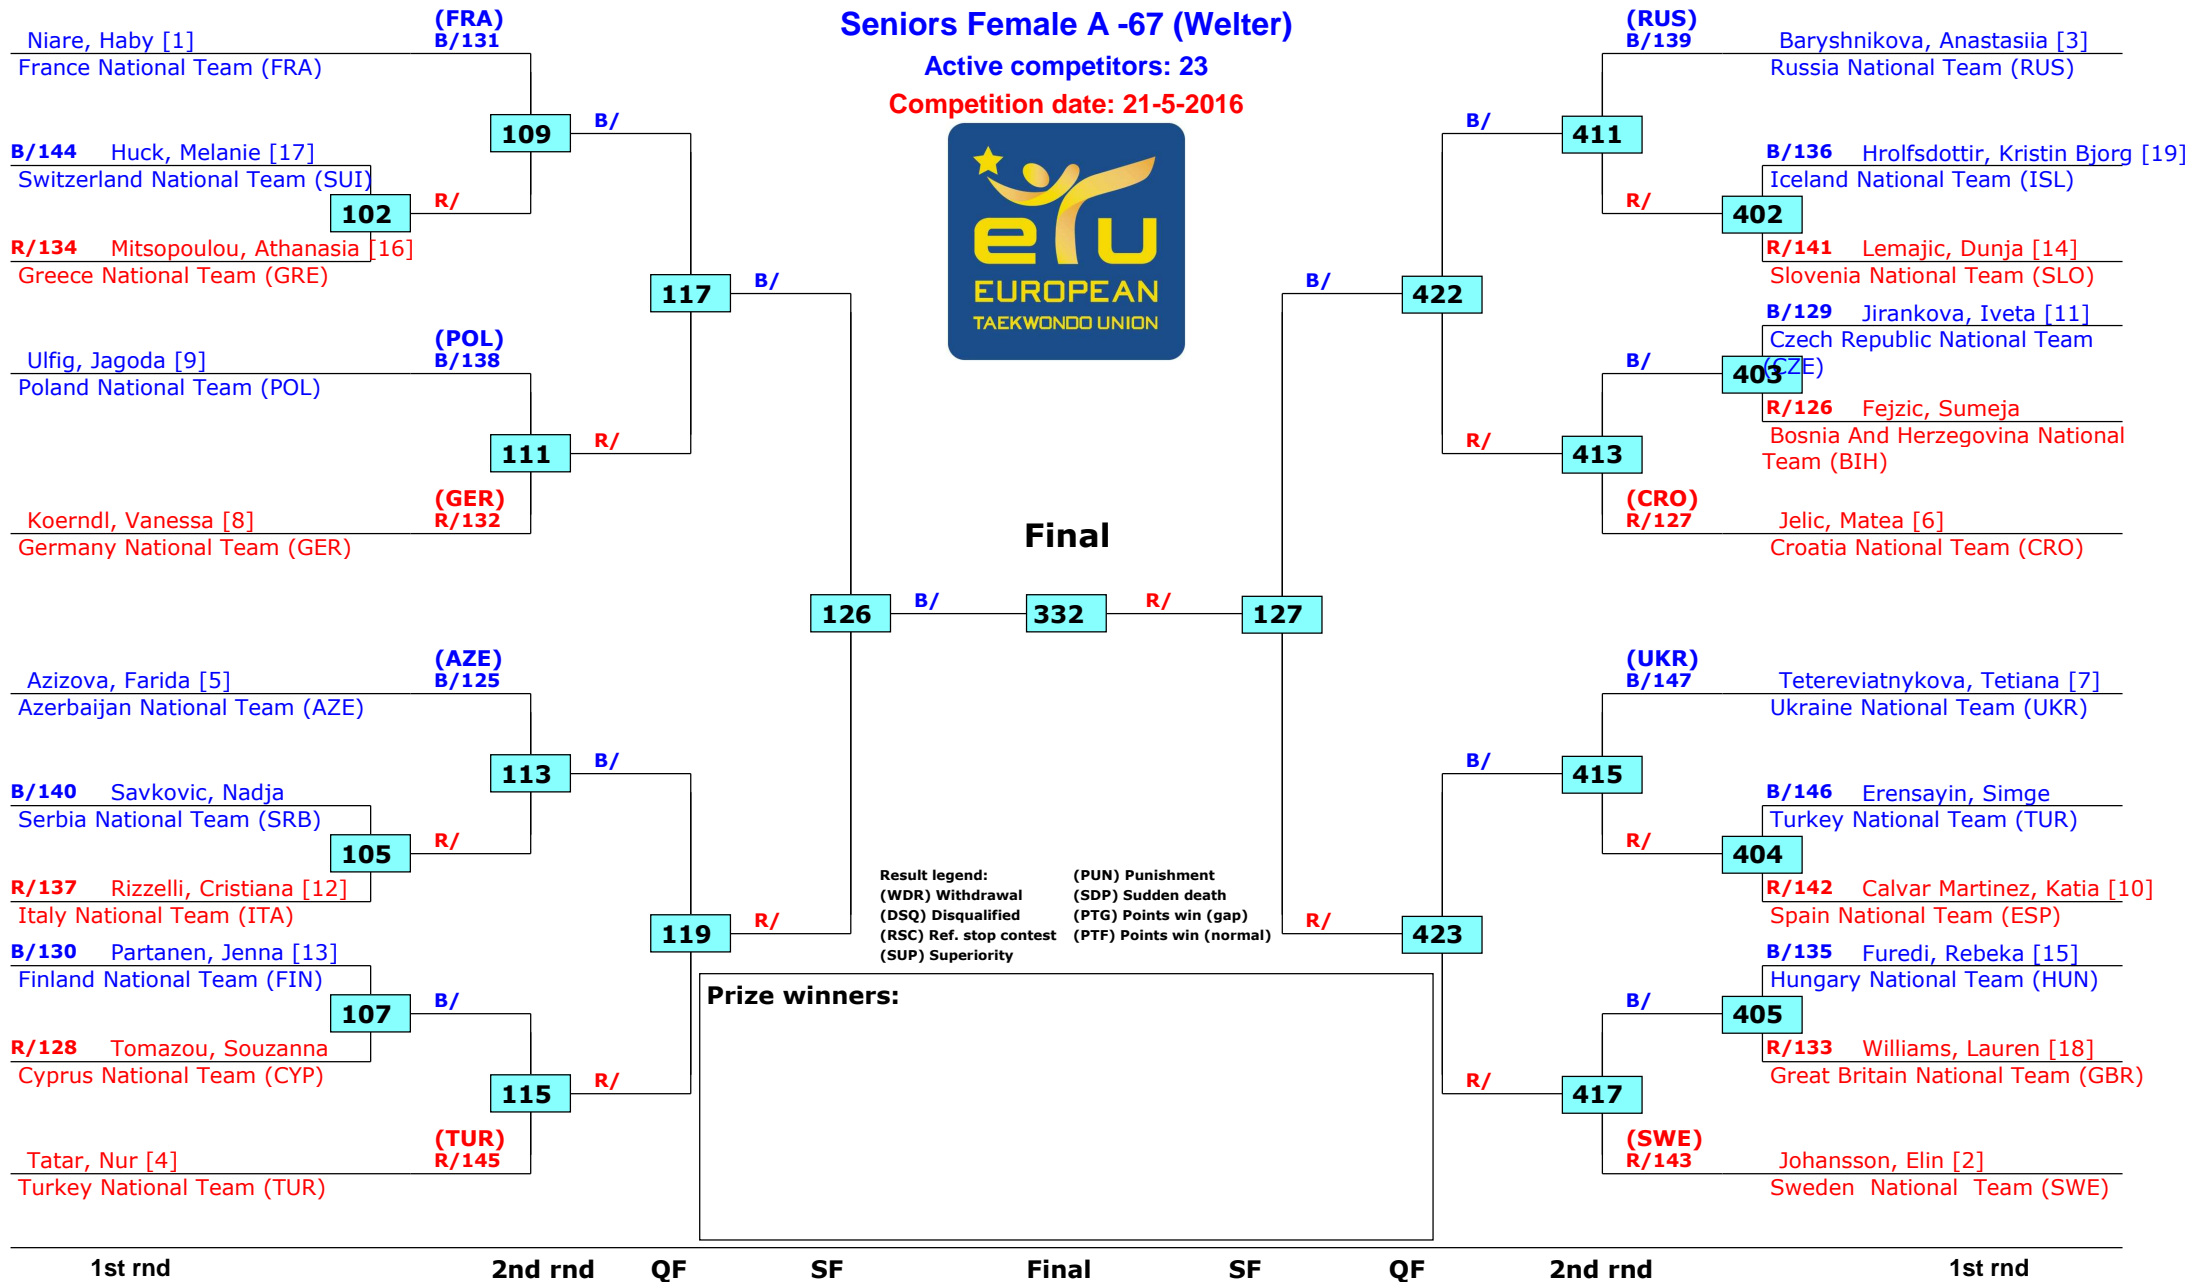 Seniors Female A -67 (Welter)
Active competitors: 23
Competition date: 21-5-2016
eTU
EUROPEAN
TAEKWONDO UNION
(FRA)
Niare, Haby [1] B/131
France National Team (FRA)
109
B/
B/144 Huck, Melanie [17]
Switzerland National Team (SUI)
102
R/
R/134 Mitsopoulou, Athanasia [16]
Greece National Team (GRE)
117
B/
(POL)
Ulfig, Jagoda [9] B/138
Poland National Team (POL)
111
R/
(GER)
Koerndl, Vanessa [8] R/132
Germany National Team (GER)
126
B/
(AZE)
Azizova, Farida [5] B/125
Azerbaijan National Team (AZE)
113
B/
B/140 Savkovic, Nadja
Serbia National Team (SRB)
105
R/
R/137 Rizzelli, Cristiana [12]
Italy National Team (ITA)
119
R/
B/130 Partanen, Jenna [13]
Finland National Team (FIN)
107
B/
R/128 Tomazou, Souzanna
Cyprus National Team (CYP)
115
R/
(TUR)
Tatar, Nur [4] R/145
Turkey National Team (TUR)
Final
332
R/
127
(RUS)
B/139 Baryshnikova, Anastasiia [3]
Russia National Team (RUS)
B/
411
B/136 Hrolfsdottir, Kristin Bjorg [19]
Iceland National Team (ISL)
R/
402
R/141 Lemajic, Dunja [14]
Slovenia National Team (SLO)
B/
422
B/129 Jirankova, Iveta [11]
Czech Republic National Team
(CZE)
B/
403
R/126 Fejzic, Sumeja
Bosnia And Herzegovina National
Team (BIH)
R/
413
(CRO)
R/127 Jelic, Matea [6]
Croatia National Team (CRO)
(UKR)
B/147 Tetereviatnykova, Tetiana [7]
Ukraine National Team (UKR)
B/
415
B/146 Erensayin, Simge
Turkey National Team (TUR)
R/
404
R/142 Calvar Martinez, Katia [10]
Spain National Team (ESP)
R/
423
B/135 Furedi, Rebeka [15]
Hungary National Team (HUN)
B/
405
R/133 Williams, Lauren [18]
Great Britain National Team (GBR)
R/
417
(SWE)
R/143 Johansson, Elin [2]
Sweden National Team (SWE)
Result legend: (PUN) Punishment
(WDR) Withdrawal (SDP) Sudden death
(DSQ) Disqualified (PTG) Points win (gap)
(RSC) Ref. stop contest (PTF) Points win (normal)
(SUP) Superiority
Prize winners:
1st rnd 2nd rnd QF SF Final SF QF 2nd rnd 1st rnd